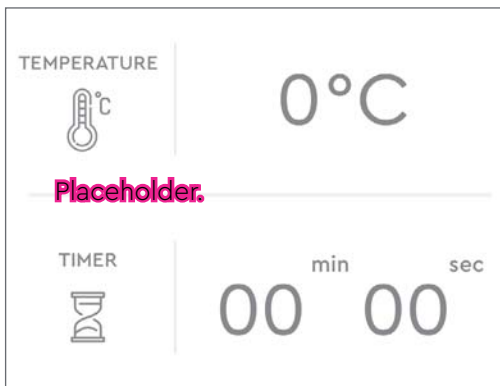 TEMPERATURE
°C
0°C
Placeholder.
TIMER
min sec
00 00